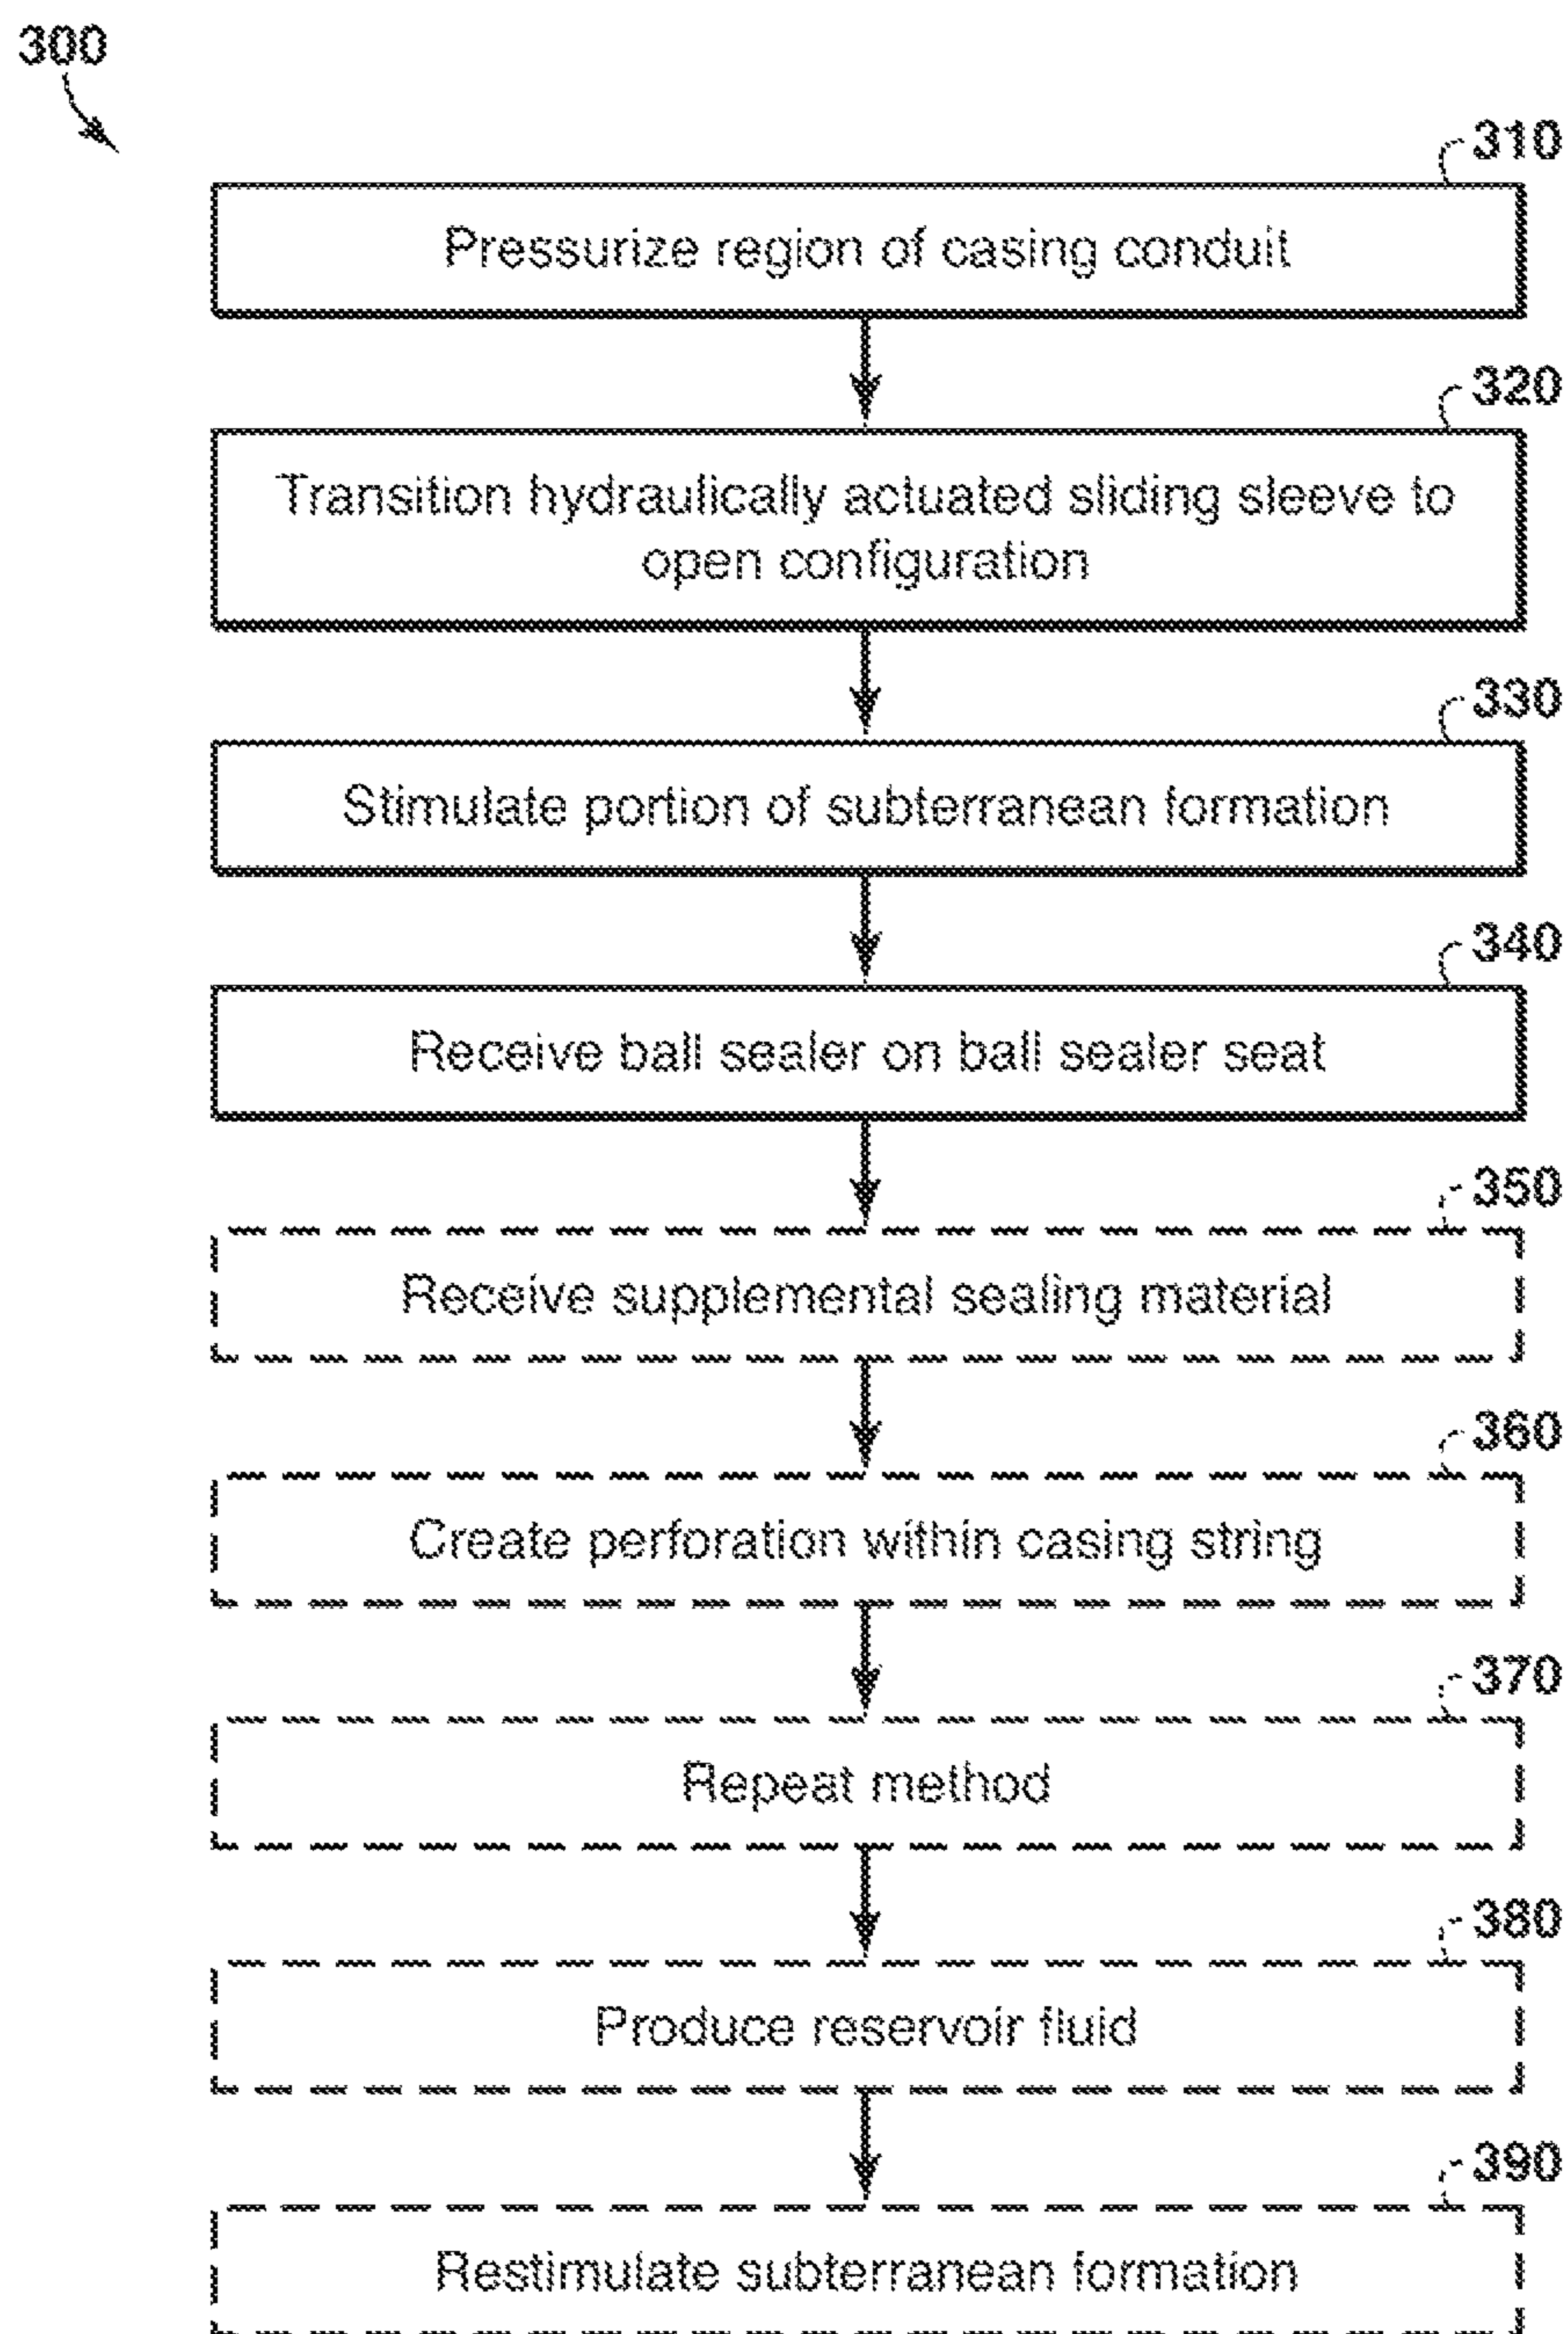 300
310
Pressurize region of casing conduit
320
Transition hydraulically actuated sliding sleeve to
open configuration
330
Stimulate portion of subterranean formation
340
Receive ball sealer on ball sealer seat
350
Receive supplemental sealing material
360
Create perforation within casing string
370
Repeat method
380
Produce reservoir fluid
390
Restimulate subterranean formation